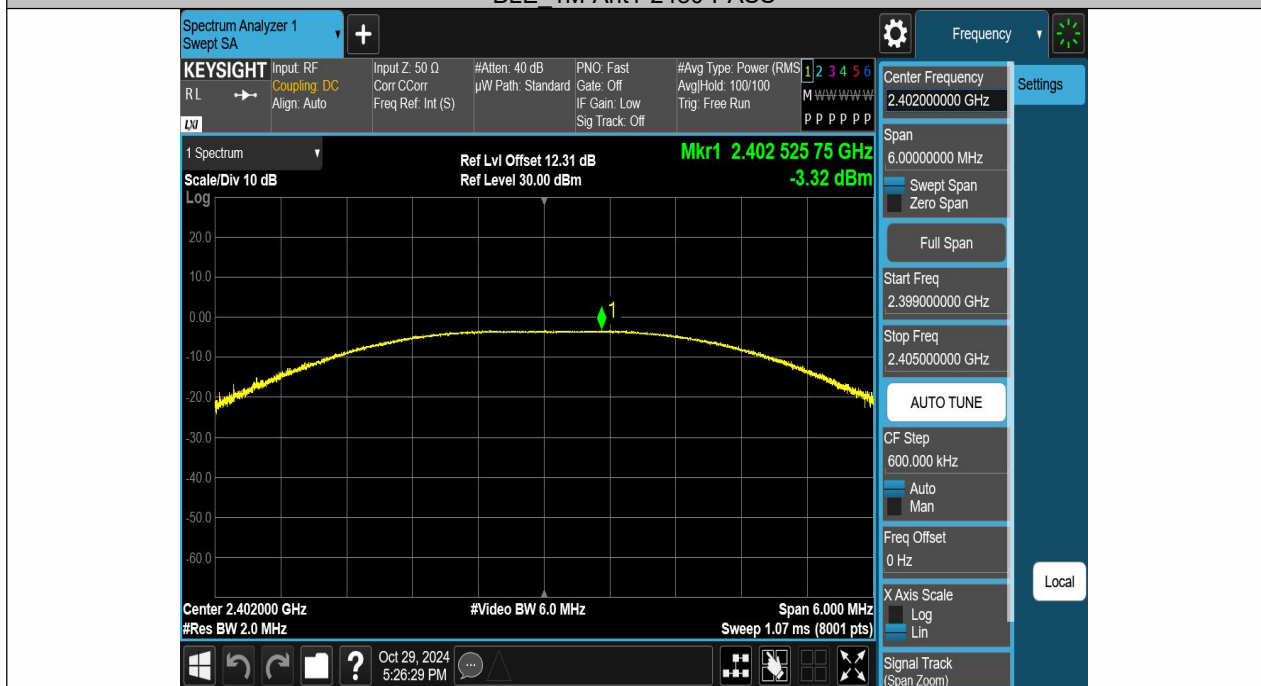 Spectrum Analyzer 1
Swept SA
+
Frequency
KEYSIGHT
RL
LXI
Input: RF
Coupling: DC
Align: Auto
Input Z: 50 Ω
Corr CCorr
Freq Ref: Int (S)
#Atten: 40 dB
µW Path: Standard
PNO: Fast
Gate: Off
IF Gain: Low
Sig Track: Off
#Avg Type: Power (RMS
Avg|Hold: 100/100
Trig: Free Run
1 2 3 4 5 6
M W W W W W
P P P P P P
1 Spectrum
Scale/Div 10 dB
Log
Ref Lvl Offset 12.31 dB
Ref Level 30.00 dBm
Mkr1 2.402 525 75 GHz
-3.32 dBm
20.0
10.0
0.00
-10.0
-20.0
-30.0
-40.0
-50.0
-60.0
1
Center 2.402000 GHz
#Res BW 2.0 MHz
#Video BW 6.0 MHz
Span 6.000 MHz
Sweep 1.07 ms (8001 pts)
Oct 29, 2024
5:26:29 PM
?
Center Frequency
2.402000000 GHz
Settings
Span
6.00000000 MHz
Swept Span
Zero Span
Full Span
Start Freq
2.399000000 GHz
Stop Freq
2.405000000 GHz
AUTO TUNE
CF Step
600.000 kHz
Auto
Man
Freq Offset
0 Hz
Local
X Axis Scale
Log
Lin
Signal Track
(Span Zoom)